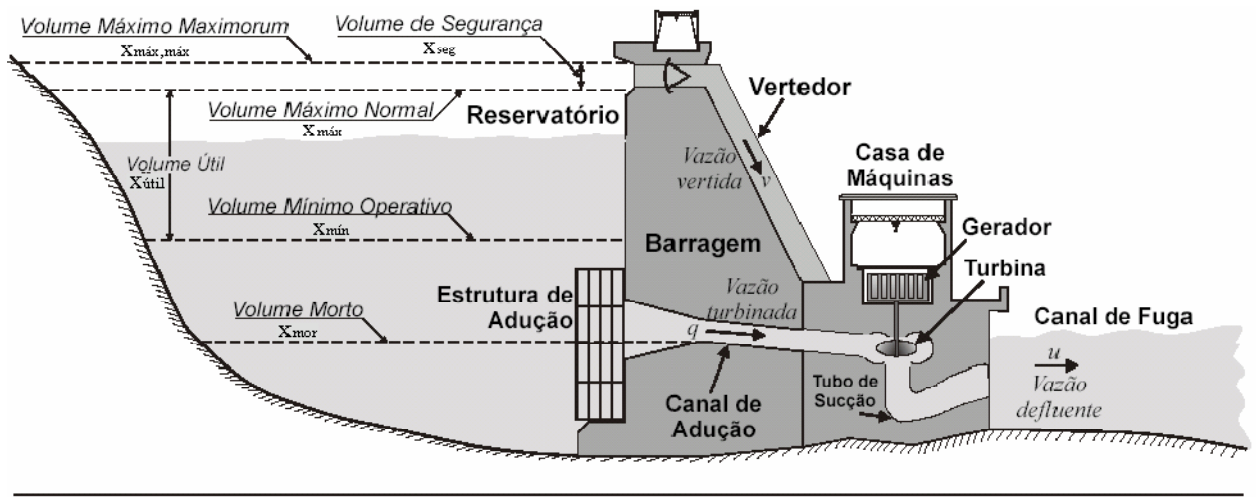 Volume Máximo Maximorum
Xmáx,máx
Volume de Segurança
Xseg
Volume Máximo Normal
Xmáx
Reservatório
Vertedor
Vazão
vertida
v
Casa de
Máquinas
Volume Útil
Xútil
Volume Mínimo Operativo
Xmín
Barragem
Gerador
Turbina
Estrutura de
Adução
Vazão
turbinada
q
Volume Morto
Xmor
Canal de Fuga
u
Vazão
defluente
Tubo de
Sucção
Canal de
Adução